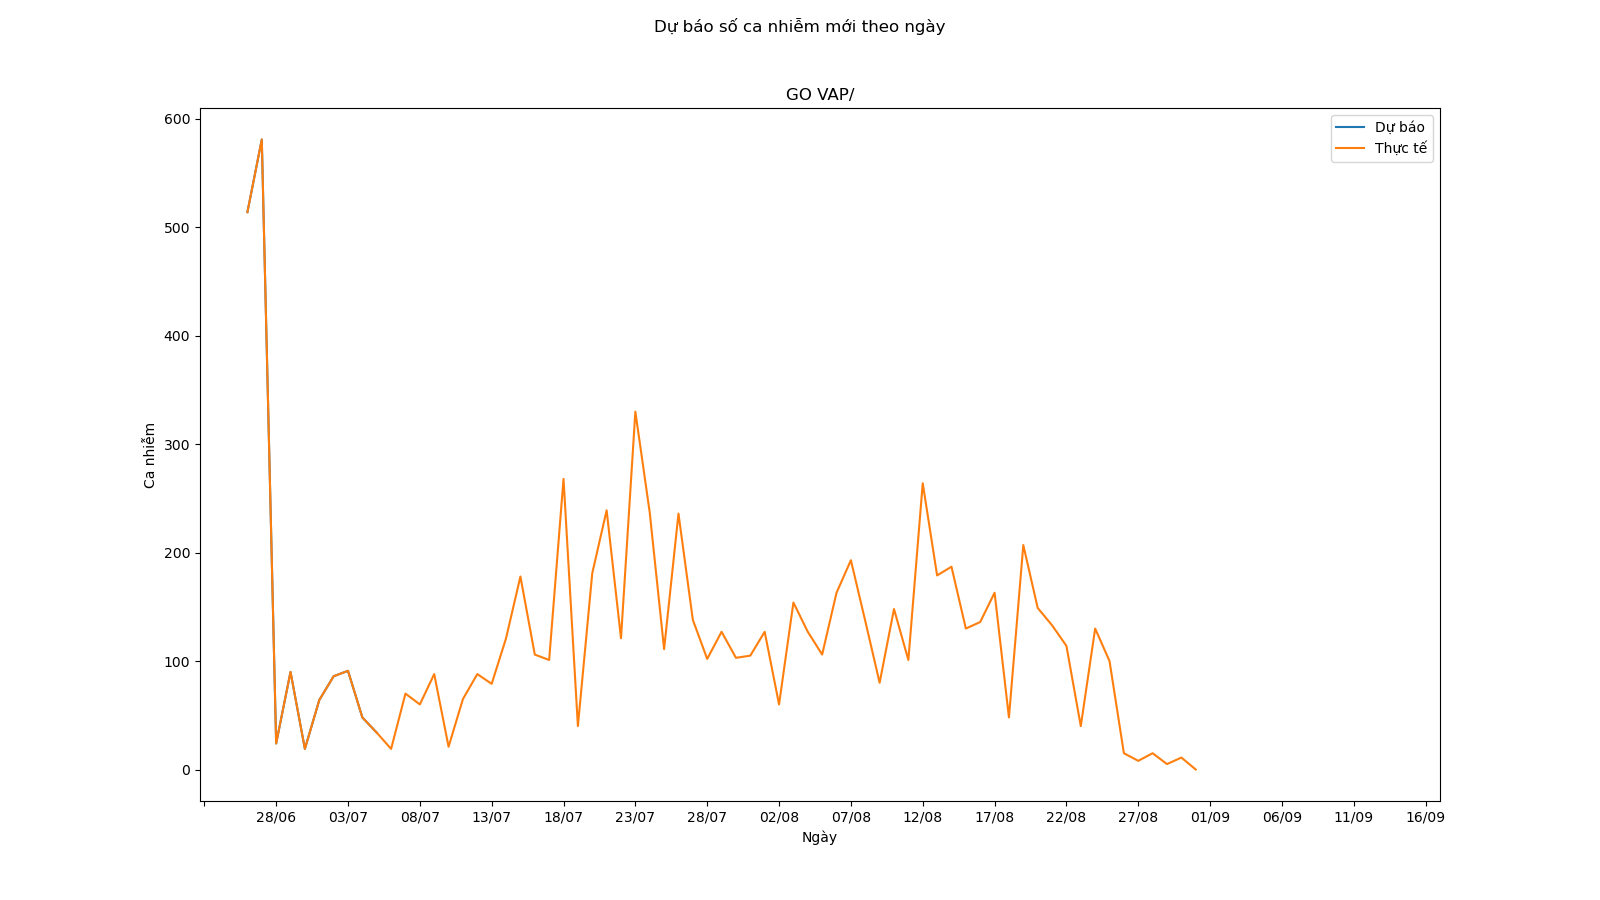 Dự báo số ca nhiễm mới theo ngày
GO VAP/
Dự báo
Thực tế
600
500
400
300
200
100
0
Ca nhiễm
28/06 03/07 08/07 13/07 18/07 23/07 28/07 02/08 07/08 12/08 17/08 22/08 27/08 01/09 06/09 11/09 16/09
Ngày